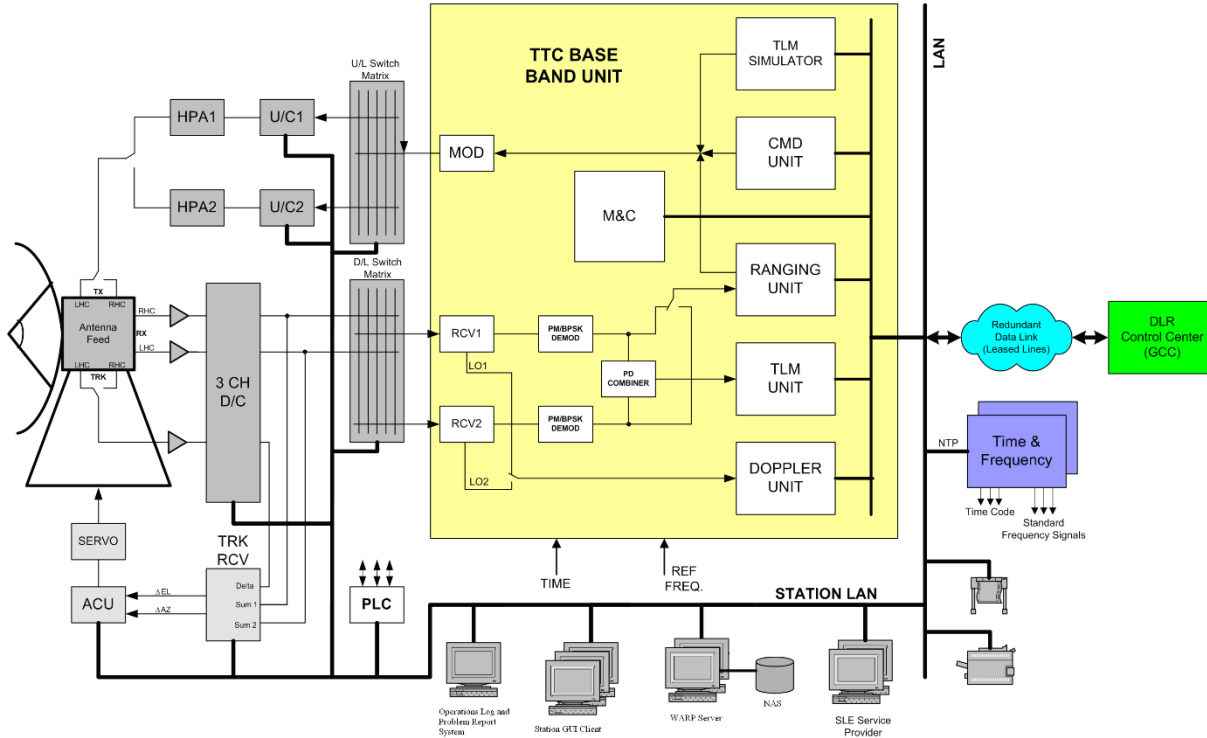 U/L Switch
Matrix
TTC BASE
BAND UNIT
TLM
SIMULATOR
LAN
HPA1
U/C1
MOD
CMD
UNIT
HPA2
U/C2
M&C
D/L Switch
Matrix
RANGING
UNIT
TX
LHC
RHC
Antenna
Feed
RX
RHC
LHC
LHC
RHC
TRK
3 CH
D/C
RCV1
PM/BPSK
DEMOD
LO1
PD
COMBINER
TLM
UNIT
RCV2
PM/BPSK
DEMOD
LO2
DOPPLER
UNIT
Redundant
Data Link
(Leased Lines)
DLR
Control Center
(GCC)
NTP
Time &
Frequency
Time Code
Standard
Frequency Signals
SERVO
TRK
RCV
TIME
REF
FREQ.
ACU
ΔEL
ΔAZ
Delta
Sum 1
Sum 2
PLC
STATION LAN
Operations Log and
Problem Report
System
Station GUI Client
WARP Server
NAS
SLE Service
Provider